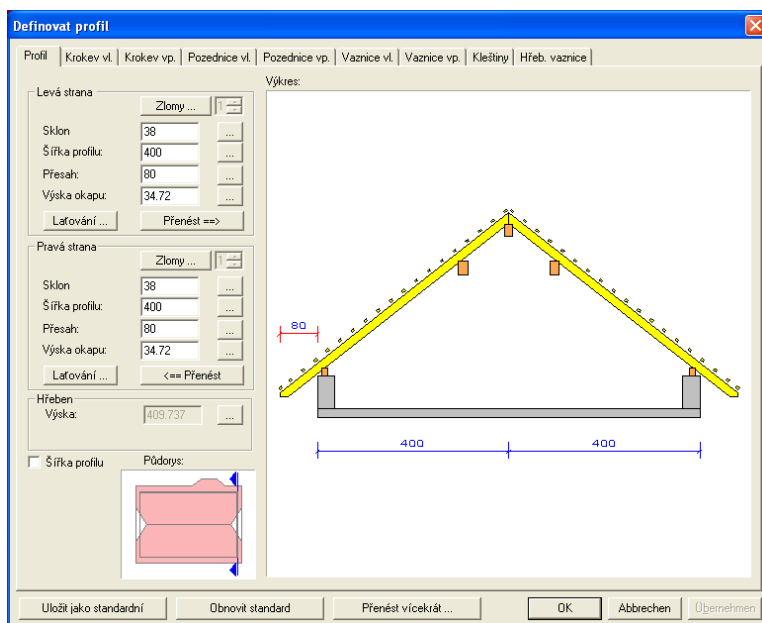 Definovat profil
Profil
Krokev vl.
Krokev vp.
Pozednice vl.
Pozednice vp.
Vaznice vl.
Vaznice vp.
Kleštiny
Hřeb. vaznice
Levá strana
Zlomy ...
1
Sklon
38
...
Šířka profilu:
400
...
Přesah:
80
...
Výska okapu:
34.72
...
Laťování ...
Přenést ==>
Pravá strana
Zlomy ...
1
Sklon
38
...
Šířka profilu:
400
...
Přesah:
80
...
Výska okapu:
34.72
...
Laťování ...
<== Přenést
Hřeben
Výska:
409.737
...
Šířka profilu
Půdorys:
Výkres:
80
400
400
Uložit jako standardní
Obnovit standard
Přenést vícekrát ...
OK
Abbrechen
Übernehmen